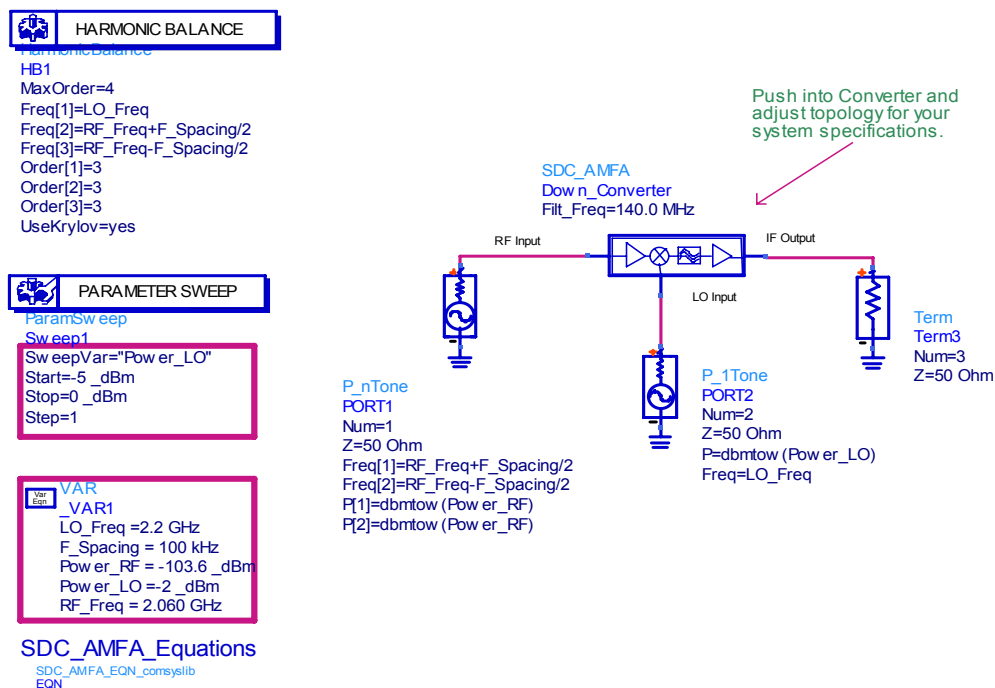 HARMONIC BALANCE
HarmonicBalance
HB1
MaxOrder=4
Freq[1]=LO_Freq
Freq[2]=RF_Freq+F_Spacing/2
Freq[3]=RF_Freq-F_Spacing/2
Order[1]=3
Order[2]=3
Order[3]=3
UseKrylov=yes
PARAMETER SWEEP
ParamSweep
Sweep1
SweepVar="Power_LO"
Start=-5 _dBm
Stop=0 _dBm
Step=1
Var
Eqn
VAR
_VAR1
LO_Freq =2.2 GHz
F_Spacing = 100 kHz
Power_RF = -103.6 _dBm
Power_LO =-2 _dBm
RF_Freq = 2.060 GHz
SDC_AMFA_Equations
SDC_AMFA_EQN_comsyslib
EQN
Push into Converter and
adjust topology for your
system specifications.
SDC_AMFA
Down_Converter
Filt_Freq=140.0 MHz
RF Input
IF Output
LO Input
P_nTone
PORT1
Num=1
Z=50 Ohm
Freq[1]=RF_Freq+F_Spacing/2
Freq[2]=RF_Freq-F_Spacing/2
P[1]=dbmtow(Power_RF)
P[2]=dbmtow(Power_RF)
P_1Tone
PORT2
Num=2
Z=50 Ohm
P=dbmtow(Power_LO)
Freq=LO_Freq
Term
Term3
Num=3
Z=50 Ohm